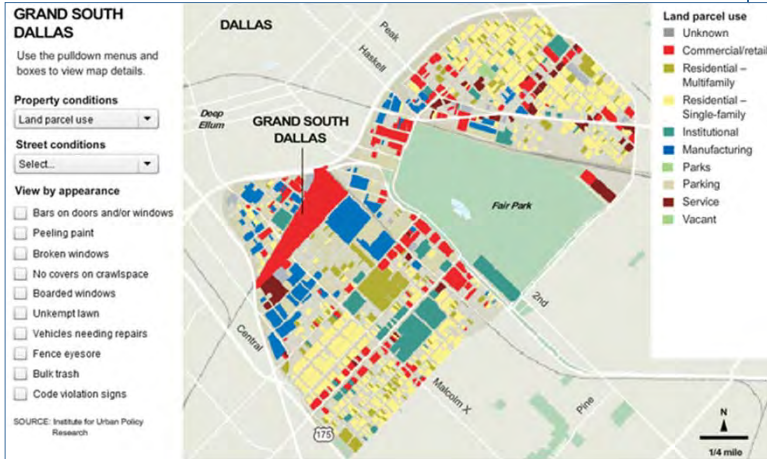 GRAND SOUTH
DALLAS
Use the pulldown menus and
boxes to view map details.
Property conditions
Land parcel use
Street conditions
Select...
View by appearance
Bars on doors and/or windows
Peeling paint
Broken windows
No covers on crawlspace
Boarded windows
Unkempt lawn
Vehicles needing repairs
Fence eyesore
Bulk trash
Code violation signs
SOURCE: Institute for Urban Policy
Research
DALLAS
Peak
Haskell
Deep
Ellum
GRAND SOUTH
DALLAS
Fair Park
2nd
Central
Malcolm X
Pine
175
Land parcel use
Unknown
Commercial/retail
Residential –
Multifamily
Residential –
Single-family
Institutional
Manufacturing
Parks
Parking
Service
Vacant
N
1/4 mile